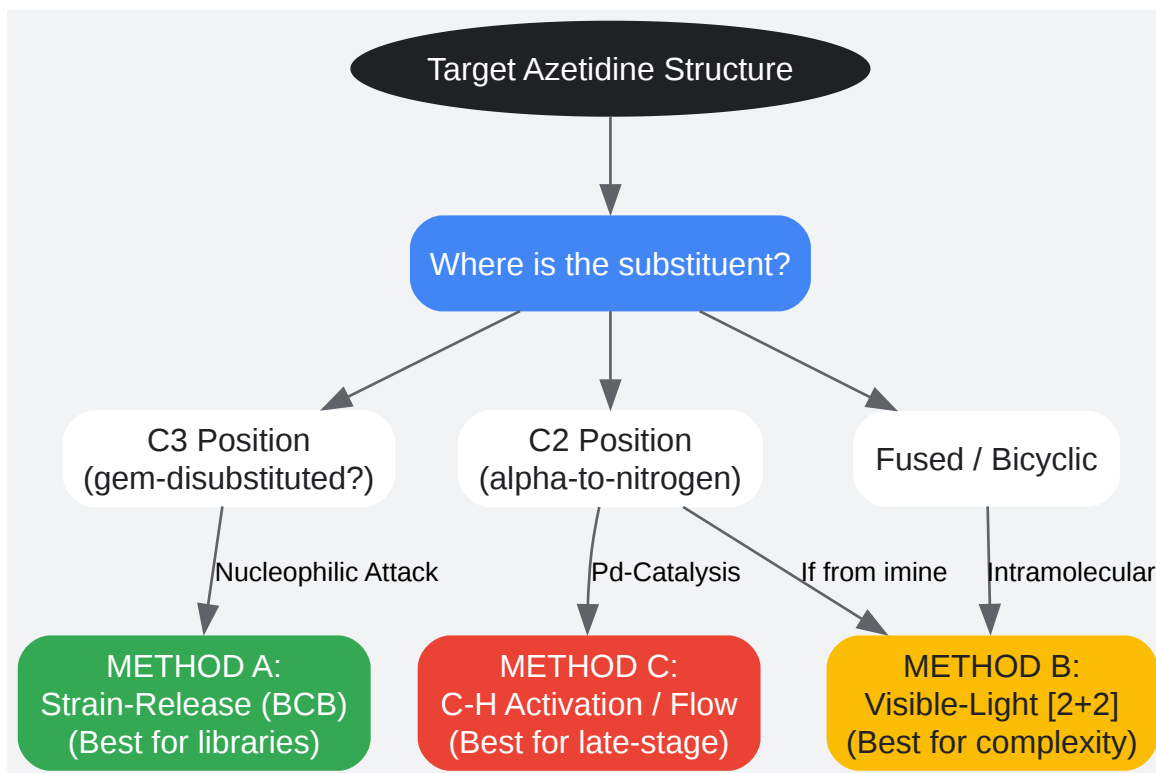 Target Azetidine Structure
Where is the substituent?
C3 Position
(gem-disubstituted?)
C2 Position
(alpha-to-nitrogen)
Fused / Bicyclic
Nucleophilic Attack
Pd-Catalysis
If from imine
Intramolecular
METHOD A:
Strain-Release (BCB)
(Best for libraries)
METHOD C:
C-H Activation / Flow
(Best for late-stage)
METHOD B:
Visible-Light [2+2]
(Best for complexity)